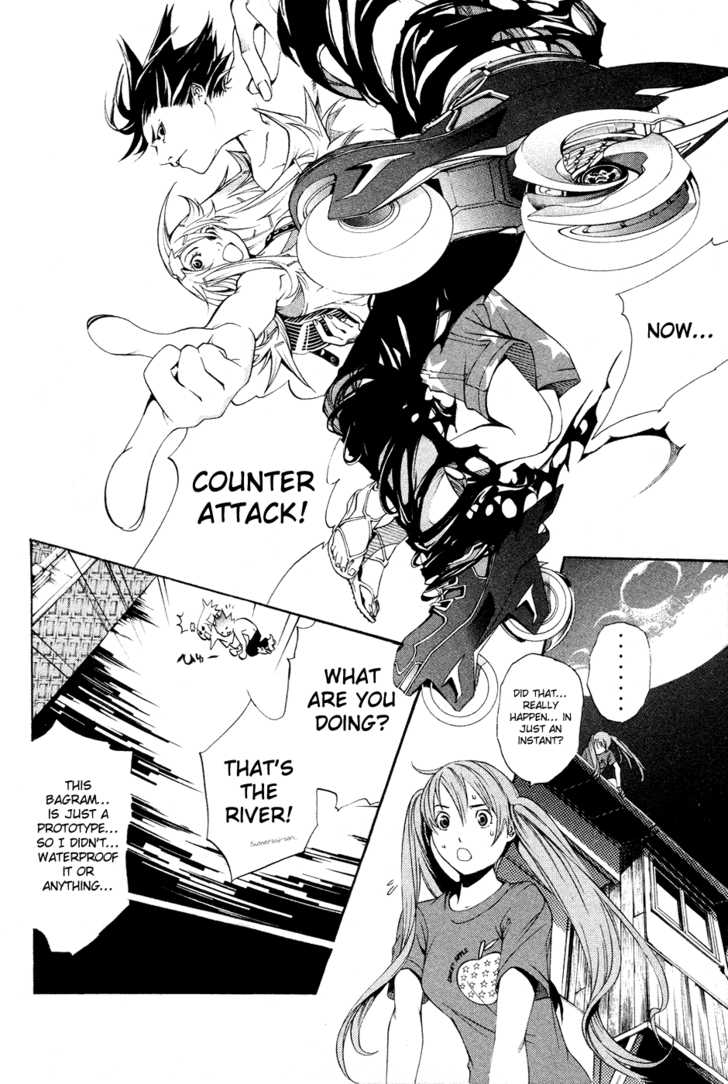 NOW...
COUNTER
ATTACK!
. . . . . .
DID THAT...
REALLY
HAPPEN... IN
JUST AN
INSTANT?
WHAT
ARE YOU
DOING?
THAT'S
THE
RIVER!
THIS
BAGRAM...
IS JUST A
PROTOTYPE...
SO I DIDN'T...
WATERPROOF
IT OR
ANYTHING...
APPLE